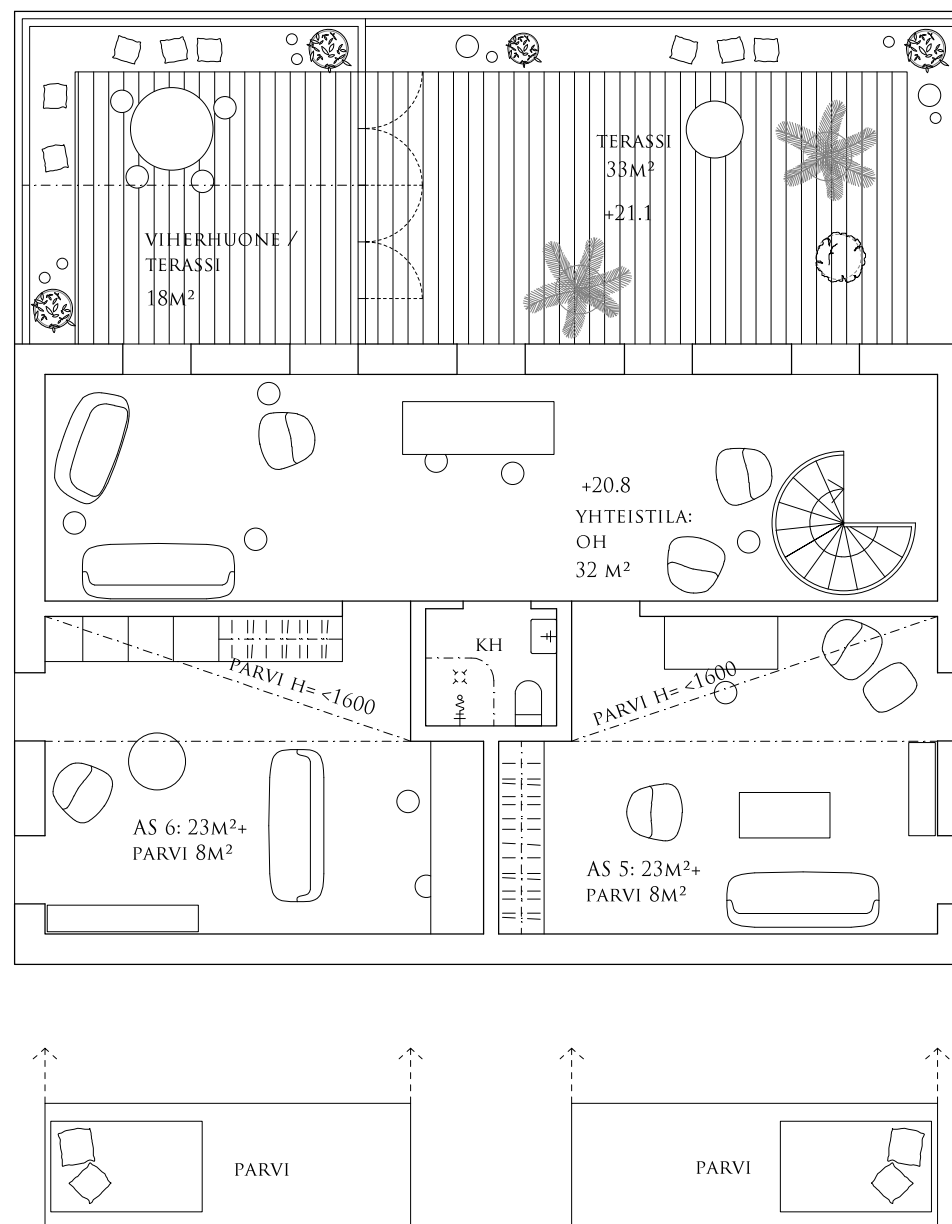 TERASSI
33M²
+21.1
VIHERHUONE /
TERASSI
18M²
+20.8
YHTEISTILA:
OH
32 M²
KH
PARVI H= <1600
PARVI H= <1600
AS 6: 23M²+
PARVI 8M²
AS 5: 23M²+
PARVI 8M²
PARVI
PARVI